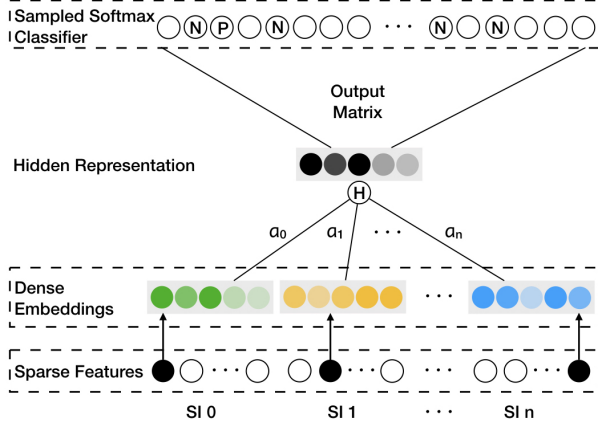 Sampled Softmax
Classifier
N P N ··· N N
Output
Matrix
Hidden Representation
H
a0 a1 ··· an
Dense
Embeddings
···
Sparse Features ··· ··· ···
SI 0 SI 1 ··· SI n